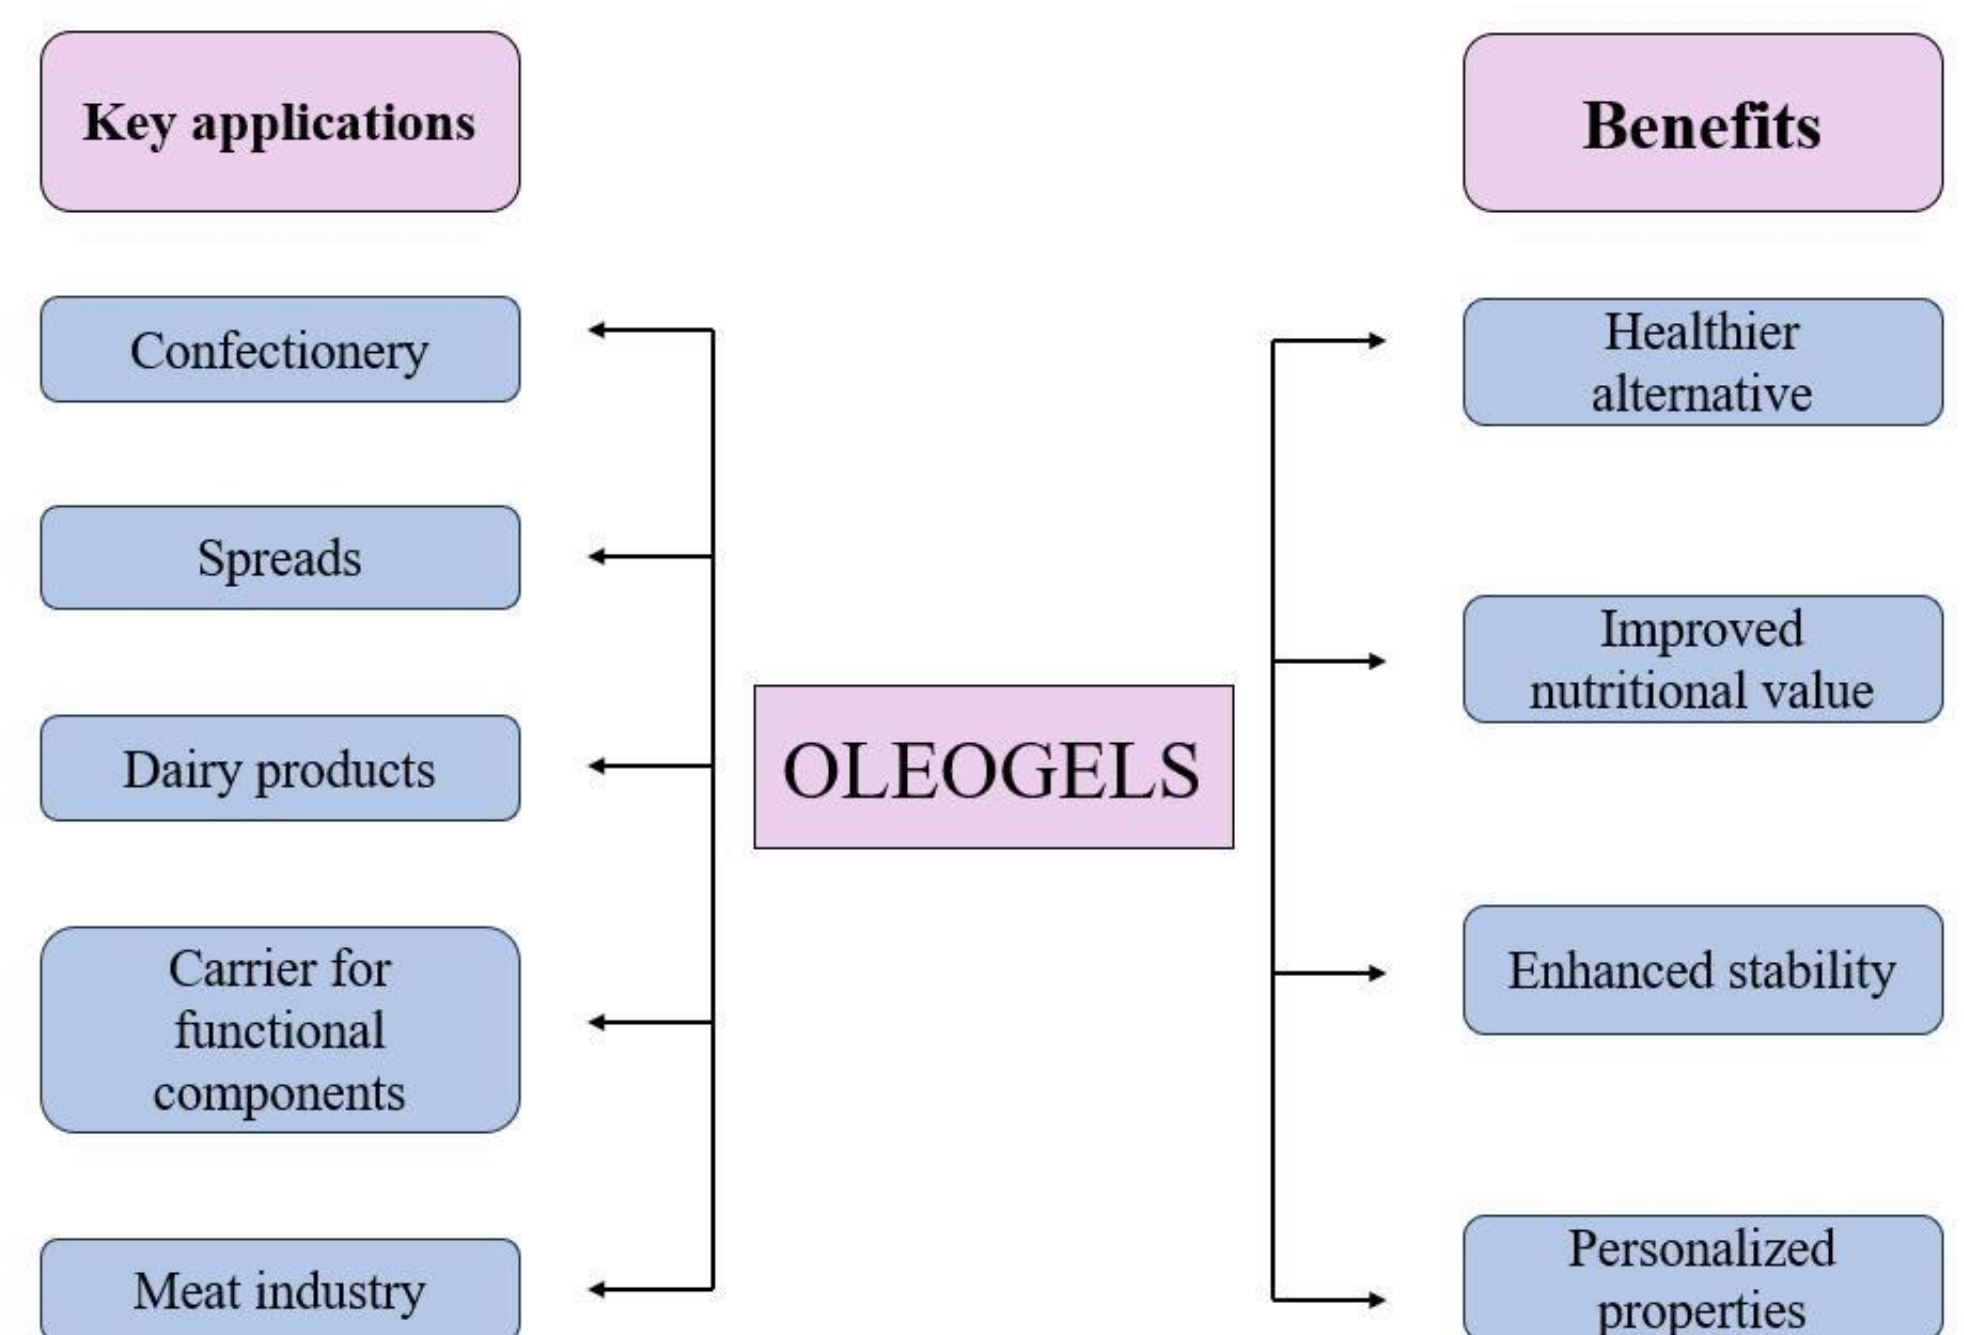 Key applications
Confectionery
Spreads
Dairy products
Carrier for
functional
components
Meat industry
OLEOGELS
Benefits
Healthier
alternative
Improved
nutritional value
Enhanced stability
Personalized
properties